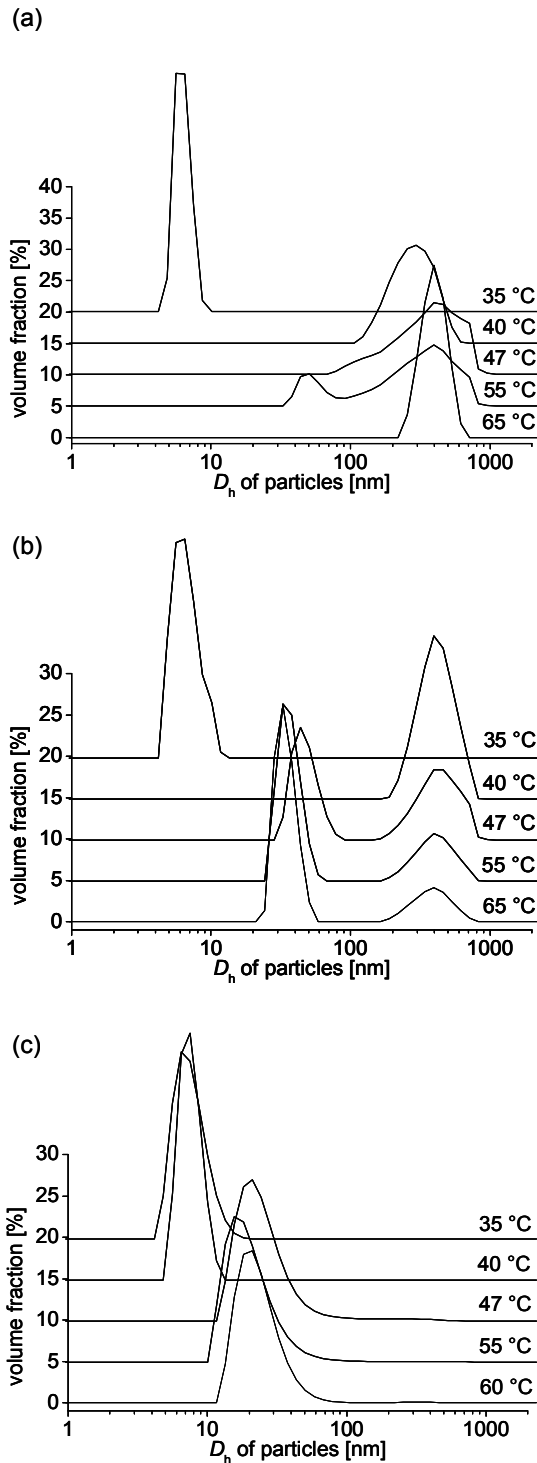 (a)
volume fraction [%]
40
35
30
25
20
15
10
5
0
35 °C
40 °C
47 °C
55 °C
65 °C
1 10 100 1000
Dh of particles [nm]
(b)
volume fraction [%]
30
25
20
15
10
5
0
35 °C
40 °C
47 °C
55 °C
65 °C
1 10 100 1000
Dh of particles [nm]
(c)
volume fraction [%]
30
25
20
15
10
5
0
35 °C
40 °C
47 °C
55 °C
60 °C
1 10 100 1000
Dh of particles [nm]